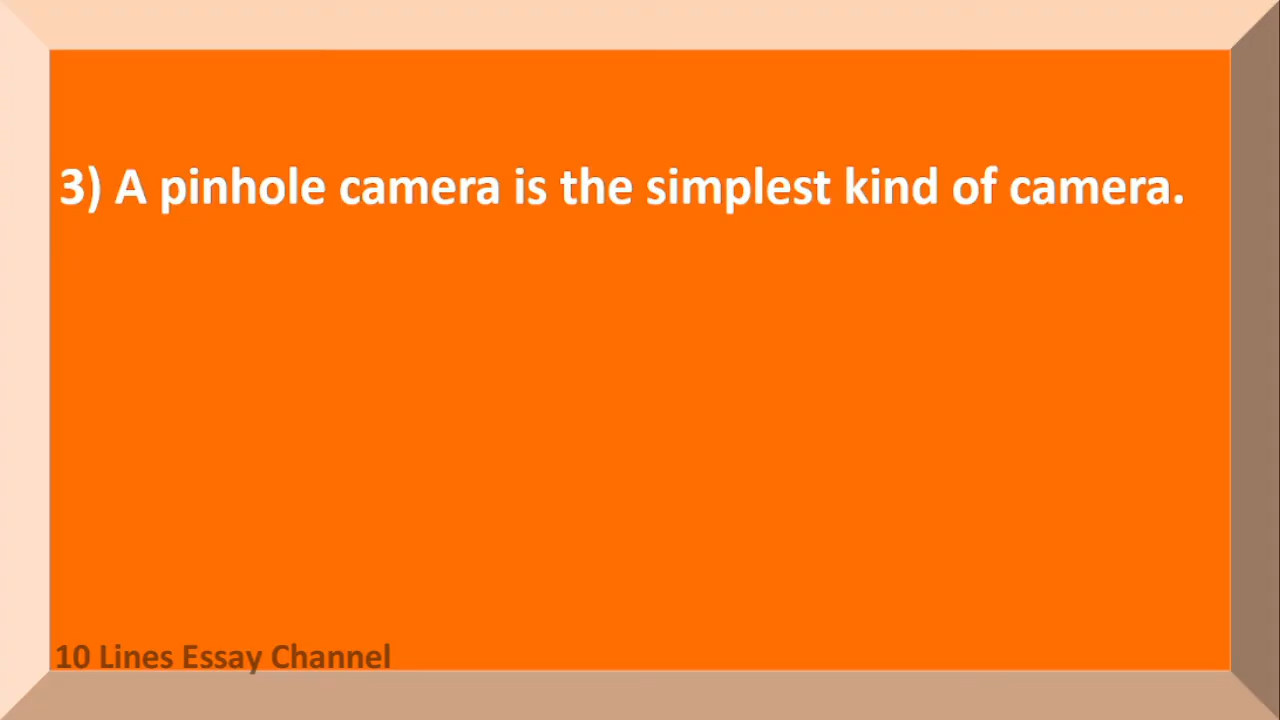 3) A pinhole camera is the simplest kind of camera.
10 Lines Essay Channel